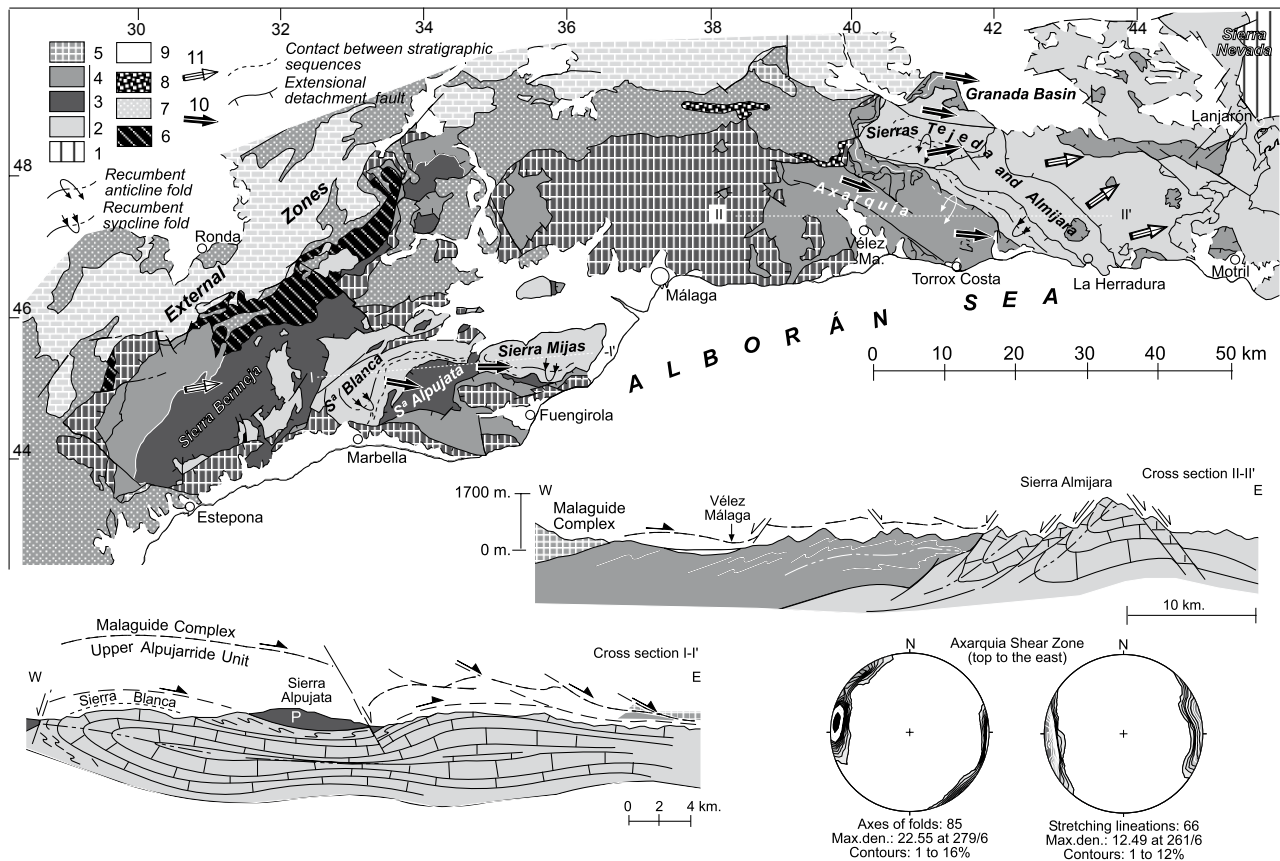 30 32 34 36 38 40 42 44
5 9 11
4 8
3 7 10
2 6
1
Contact between stratigraphic
sequences
Extensional
detachment fault
Recumbent
anticline fold
Recumbent
syncline fold
48
46
44
Sierra
Nevada
Granada Basin
Lanjarón
Sierras Tejeda
and Almijara
Axarquia
II II'
Zones
External
Ronda
Vélez
Ma.
Torrox Costa
La Herradura
Motril
Málaga
ALBORÁN SEA
Sierra Mijas
I I'
Sª Blanca
Sª Alpujata
Sierra Bermeja
Fuengirola
Marbella
Estepona
0 10 20 30 40 50 km
Cross section II-II'
1700 m. W E
0 m.
Malaguide
Complex
Vélez
Málaga
Sierra Almijara
10 km.
Malaguide Complex
Upper Alpujarride Unit
Cross section I-I'
W E
Sierra Blanca
Sierra
Alpujata
P
0 2 4 km.
Axarquia Shear Zone
(top to the east)
N N
Axes of folds: 85
Max.den.: 22.55 at 279/6
Contours: 1 to 16%
Stretching lineations: 66
Max.den.: 12.49 at 261/6
Contours: 1 to 12%